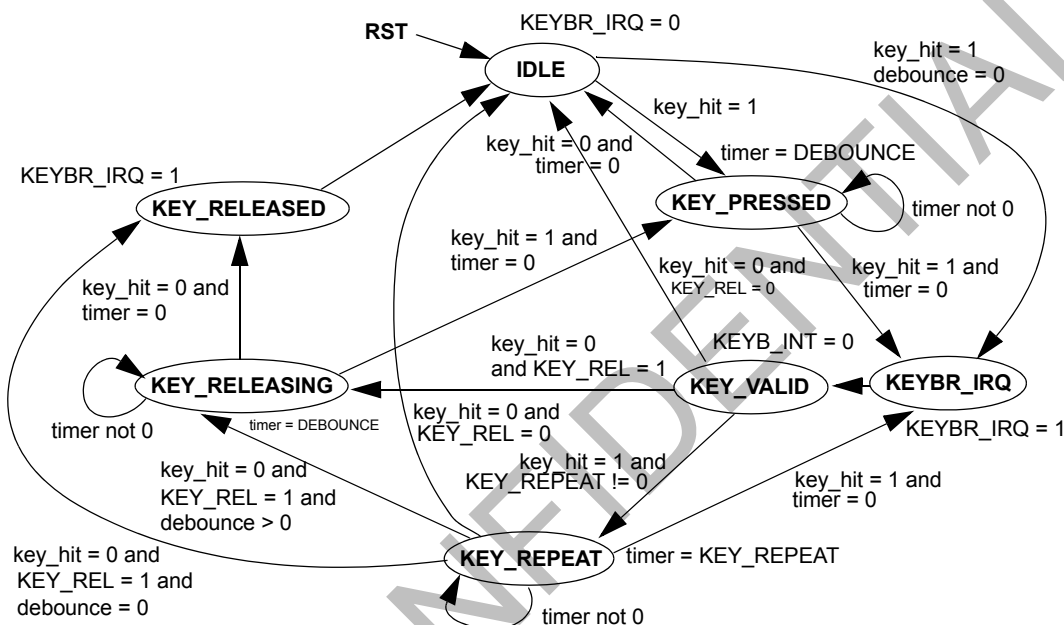 KEYBR_IRQ = 0
RST
IDLE
key_hit = 1
debounce = 0
key_hit = 1
key_hit = 0 and
timer = 0
timer = DEBOUNCE
KEYBR_IRQ = 1
KEY_RELEASED
KEY_PRESSED
timer not 0
key_hit = 1 and
timer = 0
key_hit = 0 and
KEY_REL = 0
key_hit = 1 and
timer = 0
key_hit = 0 and
timer = 0
KEYB_INT = 0
key_hit = 0
and KEY_REL = 1
KEY_RELEASING
KEY_VALID
KEYBR_IRQ
timer not 0
timer = DEBOUNCE
key_hit = 0 and
KEY_REL = 0
KEYBR_IRQ = 1
key_hit = 0 and
KEY_REL = 1 and
debounce > 0
key_hit = 1 and
KEY_REPEAT != 0
key_hit = 1 and
timer = 0
key_hit = 0 and
KEY_REL = 1 and
debounce = 0
KEY_REPEAT
timer = KEY_REPEAT
timer not 0
NFIDENTIAL